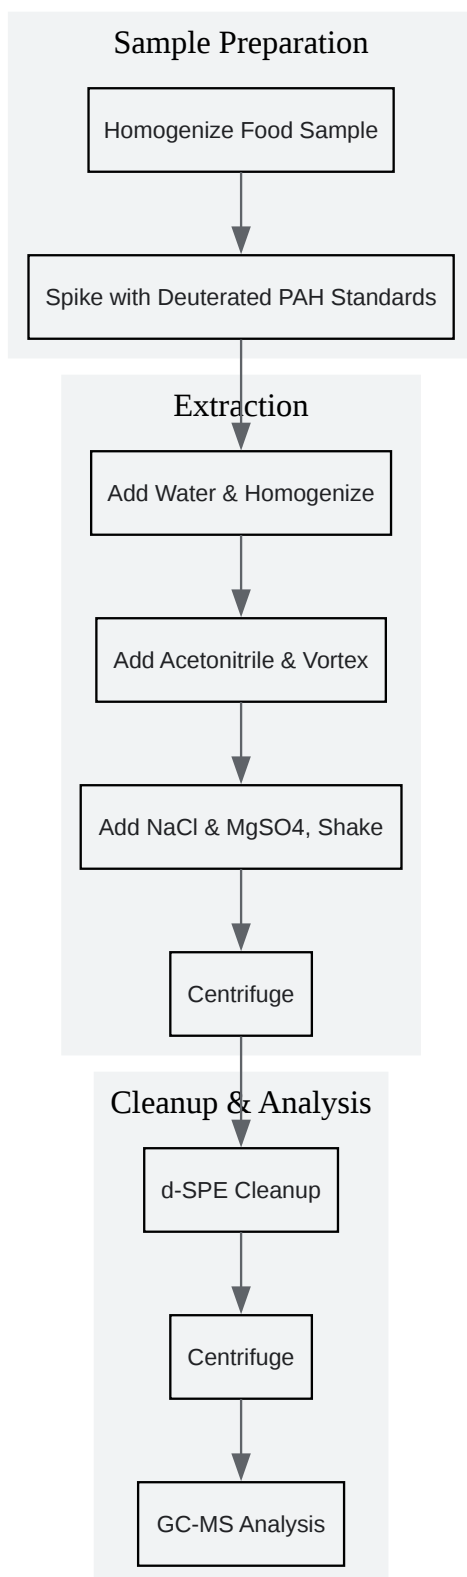 Sample Preparation
Homogenize Food Sample
Spike with Deuterated PAH Standards
Extraction
Add Water & Homogenize
Add Acetonitrile & Vortex
Add NaCl & MgSO4, Shake
Centrifuge
Cleanup & Analysis
d-SPE Cleanup
Centrifuge
GC-MS Analysis